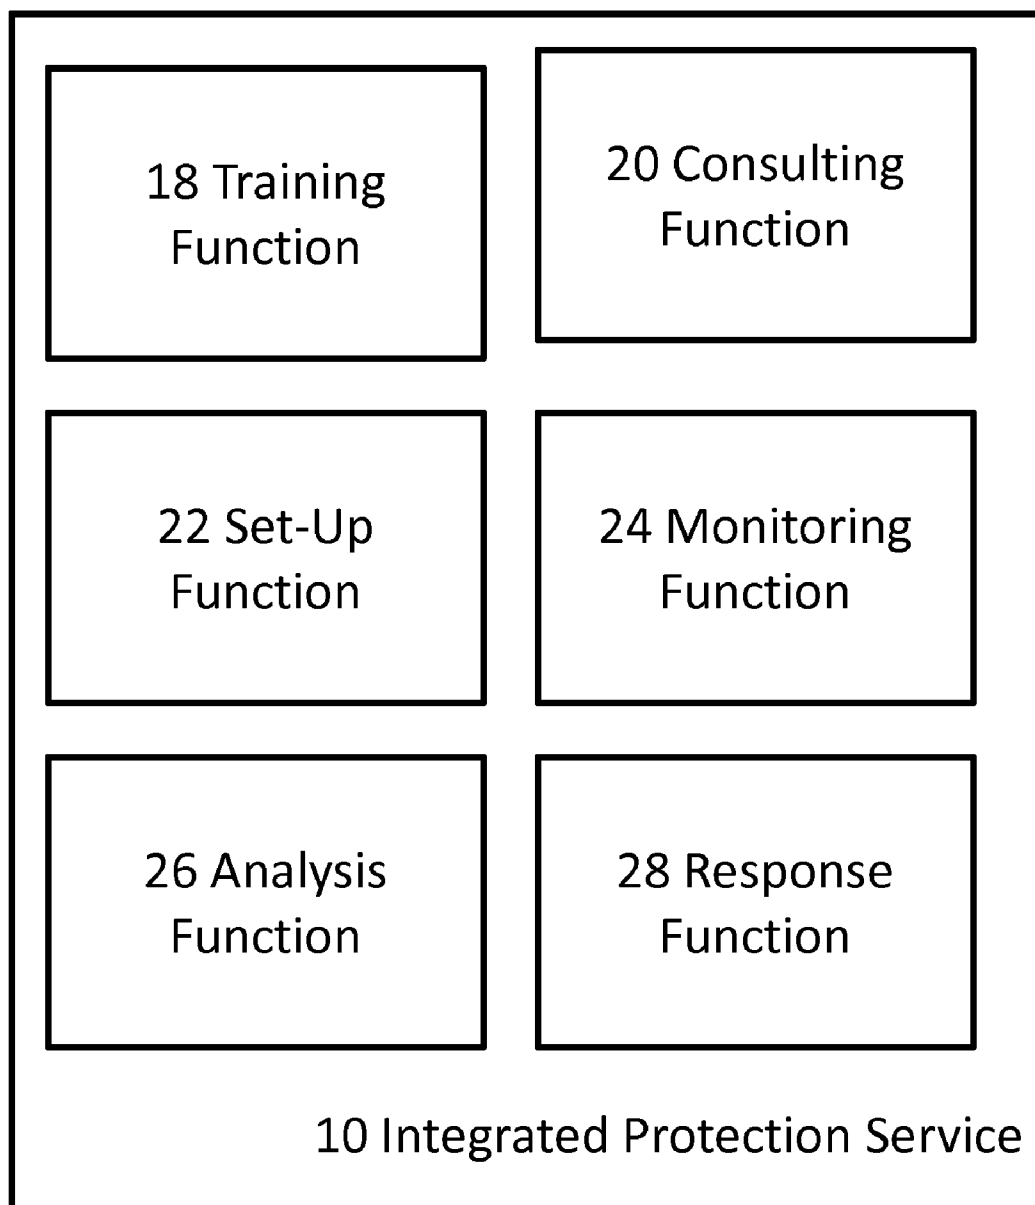 18 Training
Function
20 Consulting
Function
22 Set-Up
Function
24 Monitoring
Function
26 Analysis
Function
28 Response
Function
10 Integrated Protection Service